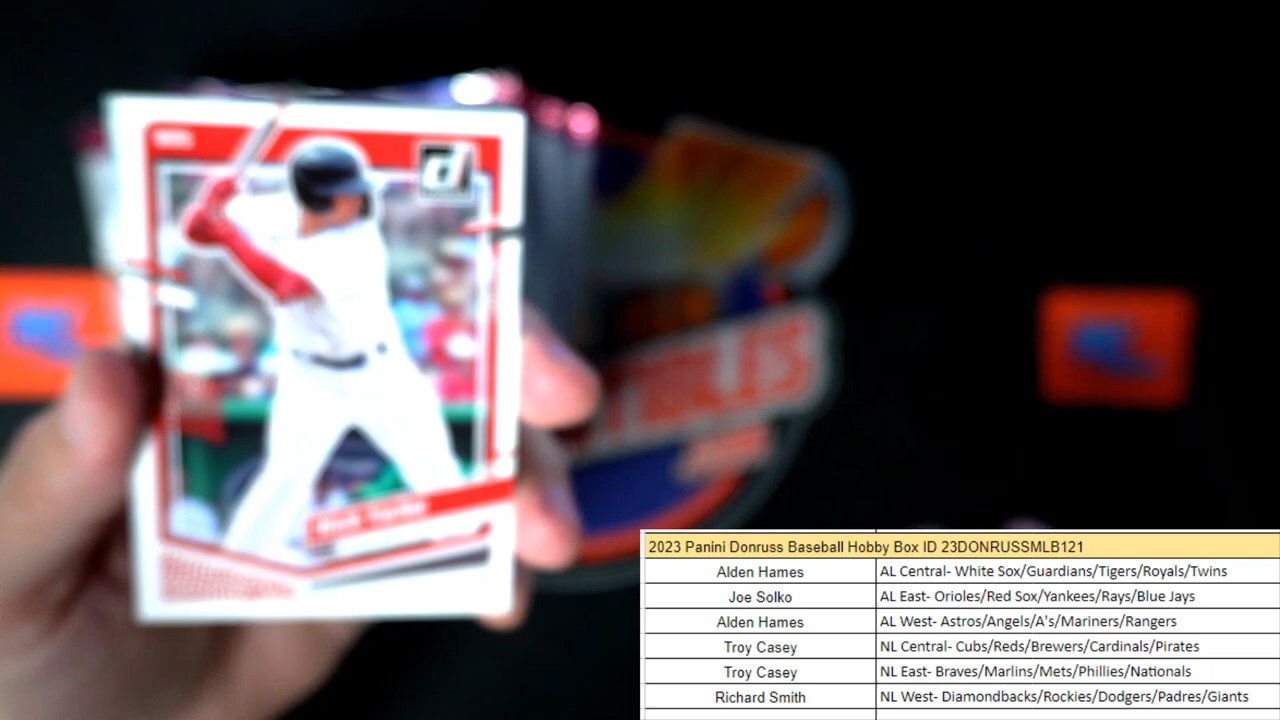 d
2023 Panini Donruss Baseball Hobby Box ID 23DONRUSSMLB121
Alden Hames AL Central- White Sox/Guardians/Tigers/Royals/Twins
Joe Solko AL East- Orioles/Red Sox/Yankees/Rays/Blue Jays
Alden Hames AL West- Astros/Angels/A's/Mariners/Rangers
Troy Casey NL Central- Cubs/Reds/Brewers/Cardinals/Pirates
Troy Casey NL East- Braves/Marlins/Mets/Phillies/Nationals
Richard Smith NL West- Diamondbacks/Rockies/Dodgers/Padres/Giants